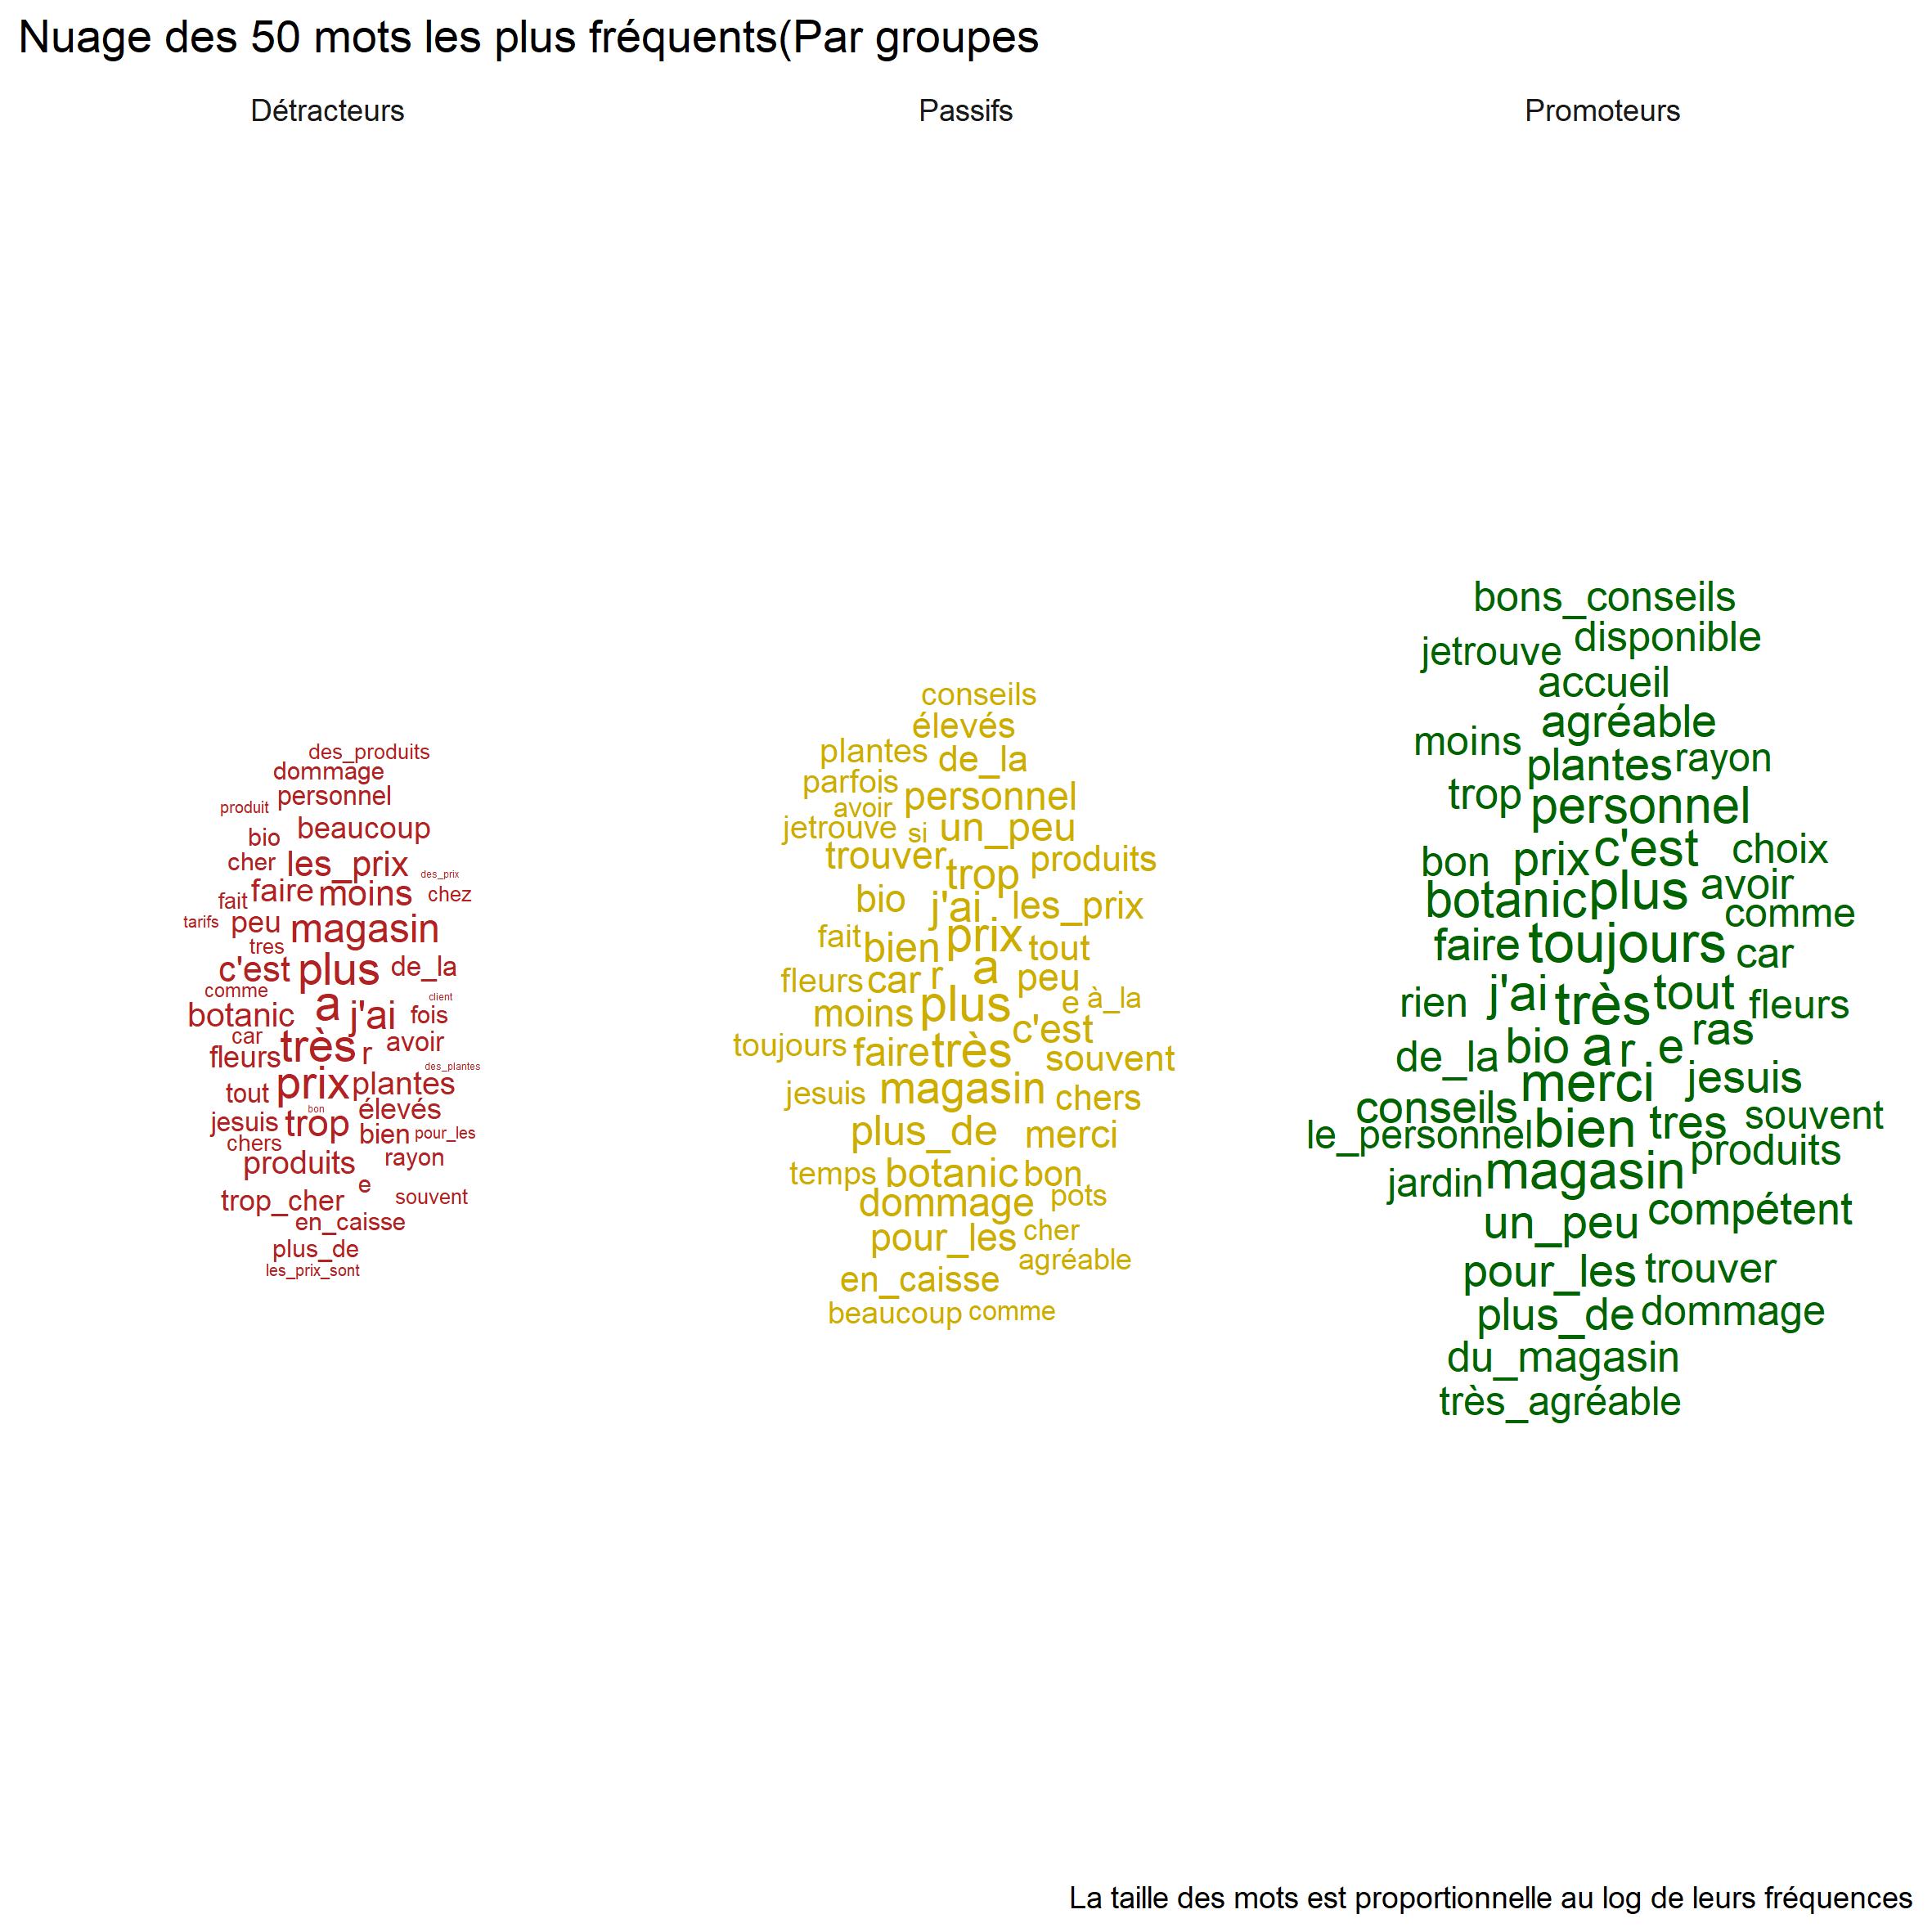 Nuage des 50 mots les plus fréquents(Par groupes
Détracteurs
Passifs
Promoteurs
des_produits
dommage
personnel
produit
beaucoup
bio
cher
les_prix
des_prix
faire
moins
chez
fait
tarifs
peu
magasin
tres
c'est
plus
de_la
comme
client
botanic
a
j'ai
fois
car
fleurs
très
r
avoir
des_plantes
tout
prix
plantes
bon
élevés
jesuis
trop
bien
pour_les
chers
produits
rayon
e
trop_cher
souvent
en_caisse
plus_de
les_prix_sont
conseils
élevés
plantes
de_la
parfois
personnel
avoir
jetrouve
si
un_peu
trouver
trop
produits
bio
j'ai
les_prix
fait
bien
prix
tout
fleurs
car
r
a
peu
moins
plus
e
à_la
c'est
toujours
faire
très
souvent
jesuis
magasin
chers
plus_de
merci
temps
botanic
bon
dommage
pots
pour_les
cher
agréable
en_caisse
beaucoup
comme
bons_conseils
jetrouve
disponible
accueil
agréable
moins
plantes
rayon
trop
personnel
c'est
choix
bon
prix
botanic
plus
avoir
comme
faire
toujours
car
rien
j'ai
très
tout
fleurs
ras
de_la
bio
a
r
e
merci
jesuis
conseils
le_personnel
bien
tres
souvent
produits
jardin
magasin
compétent
un_peu
pour_les
trouver
plus_de
dommage
du_magasin
très_agréable
La taille des mots est proportionnelle au log de leurs fréquences